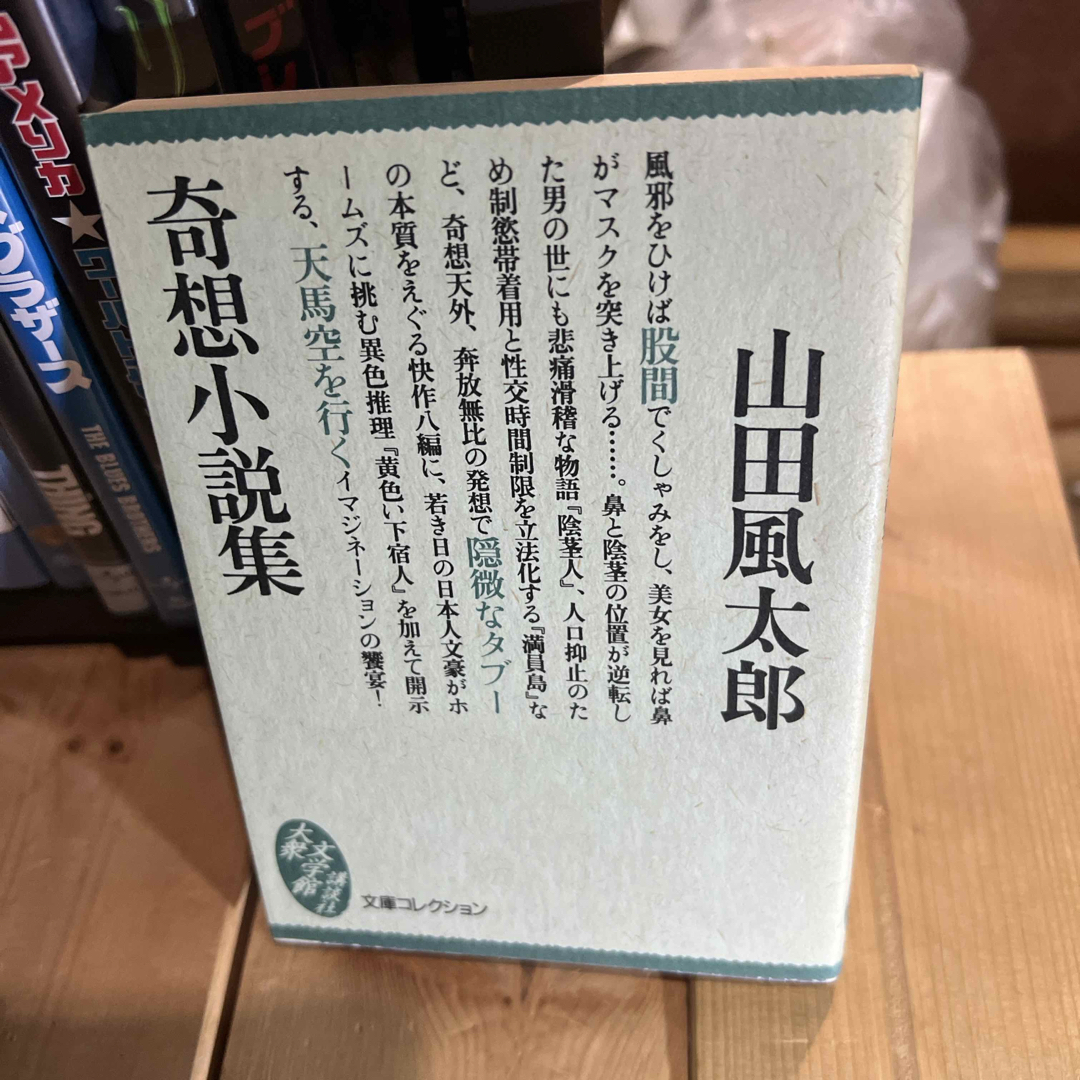 山田風太郎
風邪をひけば股間でくしゃみをし、美女を見れば鼻
がマスクを突き上げる……。鼻と陰茎の位置が逆転し
た男の世にも悲痛滑稽な物語『陰茎人』、人口抑止のた
め制慾帯着用と性交時間制限を立法化する『満員島』な
ど、奇想天外、奔放無比の発想で隠微なタブー
の本質をえぐる快作八編に、若き日の日本人文豪がホ
ームズに挑む異色推理『黄色い下宿人』を加えて開示
する、天馬空を行くイマジネーションの饗宴！
奇想小説集
講談社
大衆文学館
文庫コレクション
アメリカ★
ブラザース
THE BLUES BROTHERS
THING